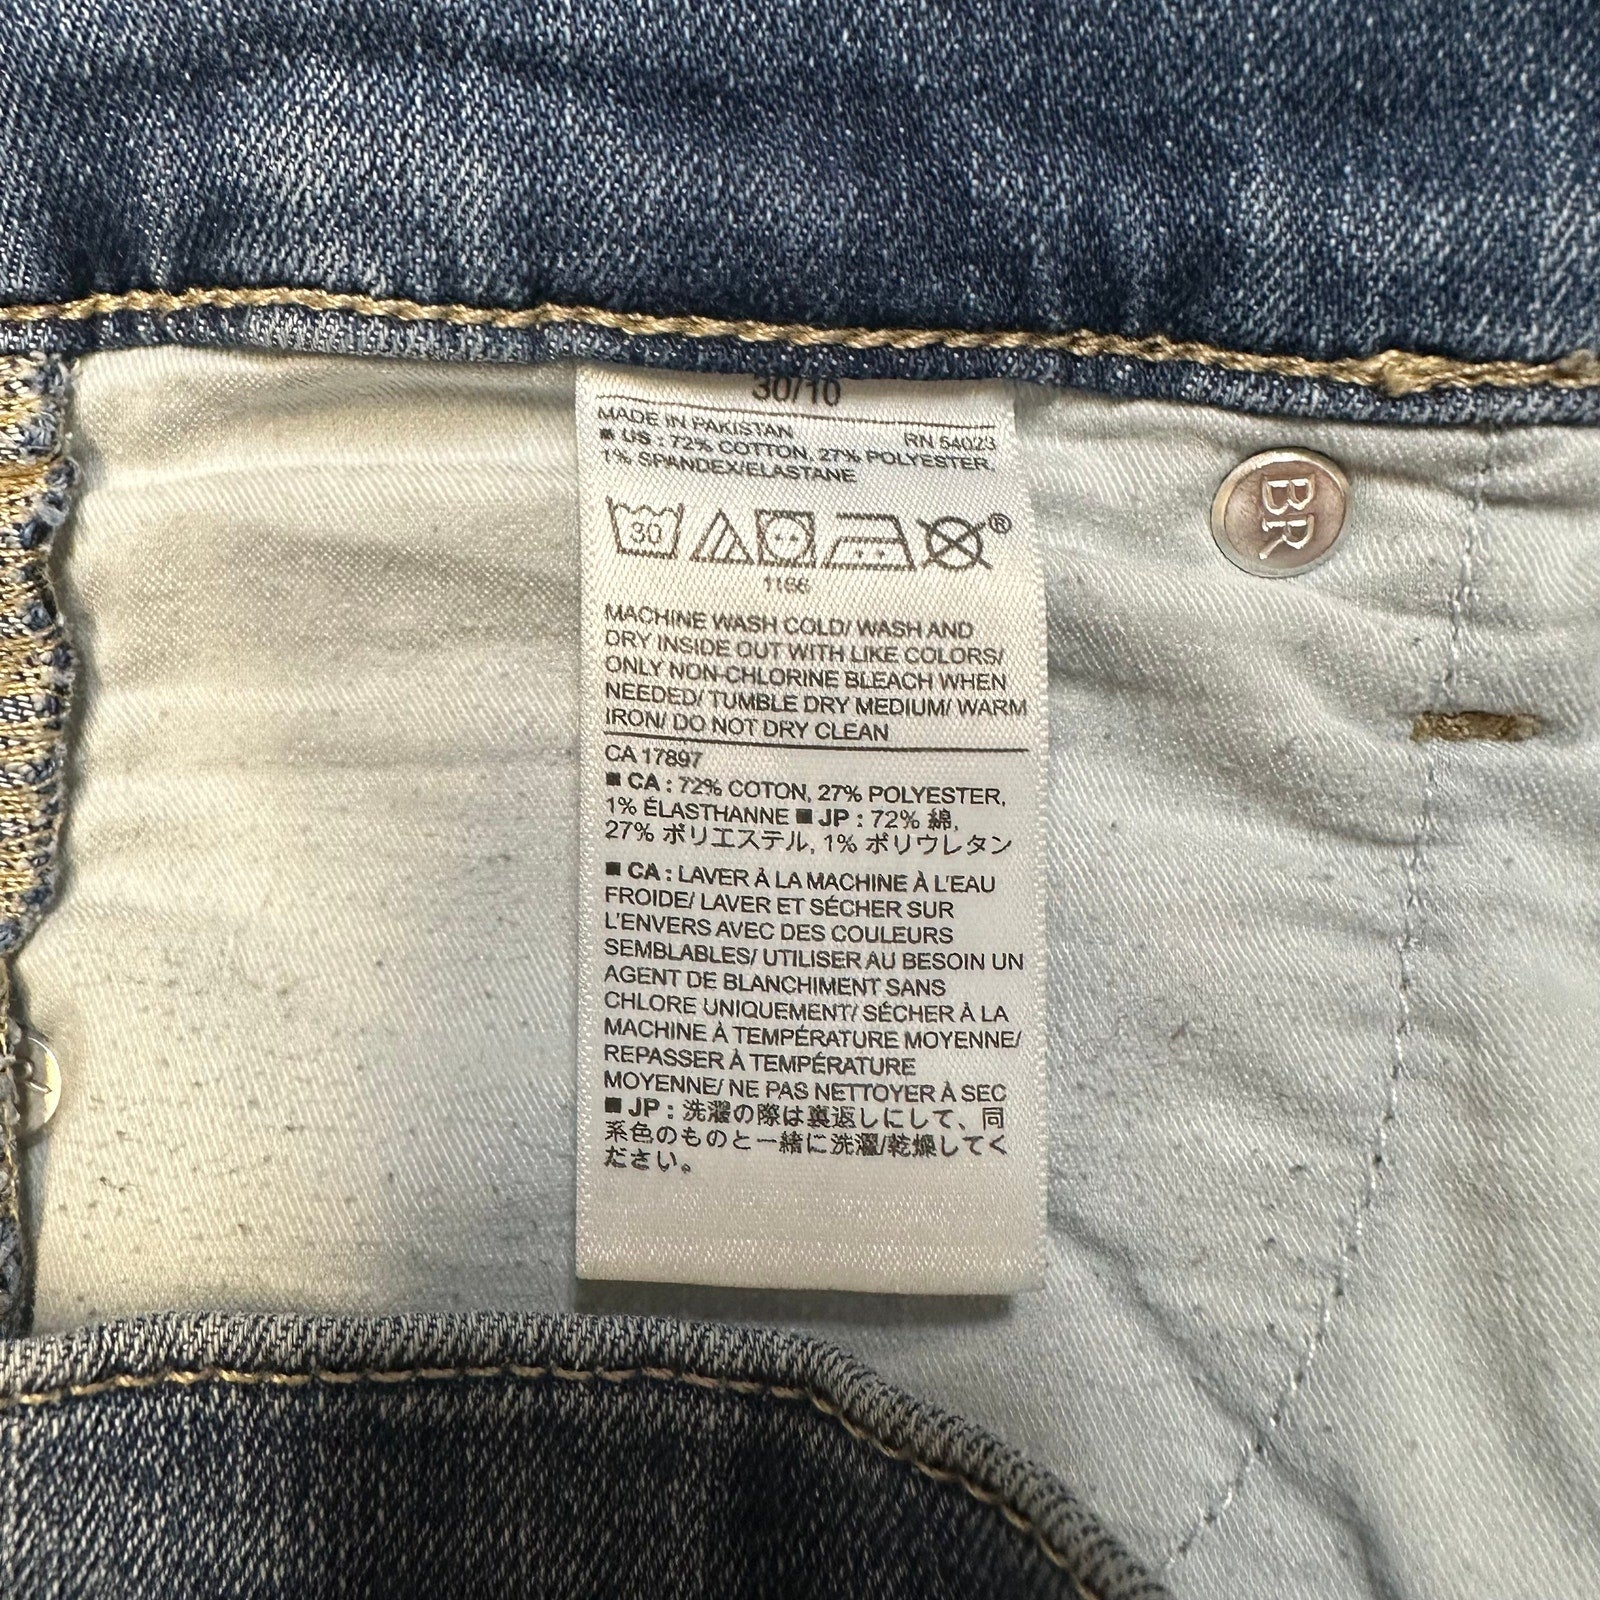 30/10
MADE IN PAKISTAN RN 54023
■ US : 72% COTTON, 27% POLYESTER,
1% SPANDEX/ELASTANE
30 ®
1166
MACHINE WASH COLD/ WASH AND
DRY INSIDE OUT WITH LIKE COLORS/
ONLY NON-CHLORINE BLEACH WHEN
NEEDED/ TUMBLE DRY MEDIUM/ WARM
IRON/ DO NOT DRY CLEAN
CA 17897
■ CA : 72% COTON, 27% POLYESTER,
1% ÉLASTHANNE ■ JP : 72% 綿,
27% ポリエステル, 1% ポリウレタン
■ CA : LAVER À LA MACHINE À L'EAU
FROIDE/ LAVER ET SÉCHER SUR
L'ENVERS AVEC DES COULEURS
SEMBLABLES/ UTILISER AU BESOIN UN
AGENT DE BLANCHIMENT SANS
CHLORE UNIQUEMENT/ SÉCHER À LA
MACHINE À TEMPÉRATURE MOYENNE/
REPASSER À TEMPÉRATURE
MOYENNE/ NE PAS NETTOYER À SEC
■ JP : 洗濯の際は裏返しにして、同
系色のものと一緒に洗濯/乾燥してく
ださい。
BR